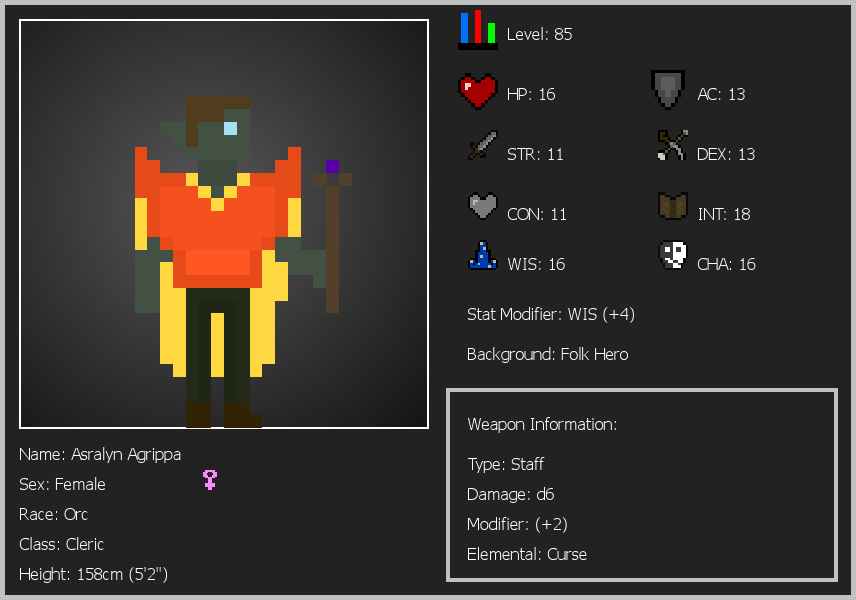 Level: 85
HP: 16
AC: 13
STR: 11
DEX: 13
CON: 11
INT: 18
WIS: 16
CHA: 16
Stat Modifier: WIS (+4)
Background: Folk Hero
Weapon Information:
Type: Staff
Damage: d6
Modifier: (+2)
Elemental: Curse
Name: Asralyn Agrippa
Sex: Female
Race: Orc
Class: Cleric
Height: 158cm (5'2")